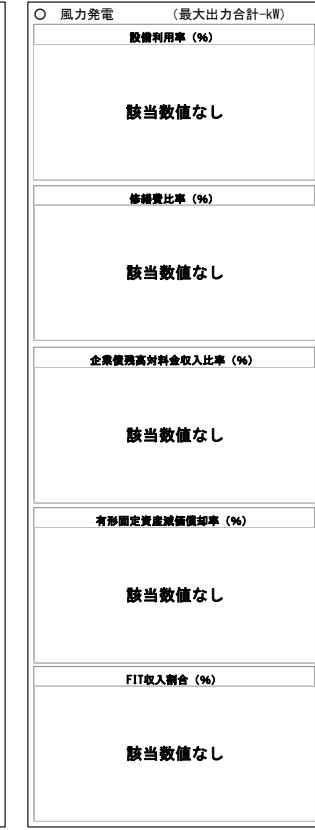 ○ 風力発電 (最大出力合計-kW)
設備利用率（%）
該当数値なし
修繕費比率（%）
該当数値なし
企業債残高対料金収入比率（%）
該当数値なし
有形固定資産減価償却率（%）
該当数値なし
FIT収入割合（%）
該当数値なし